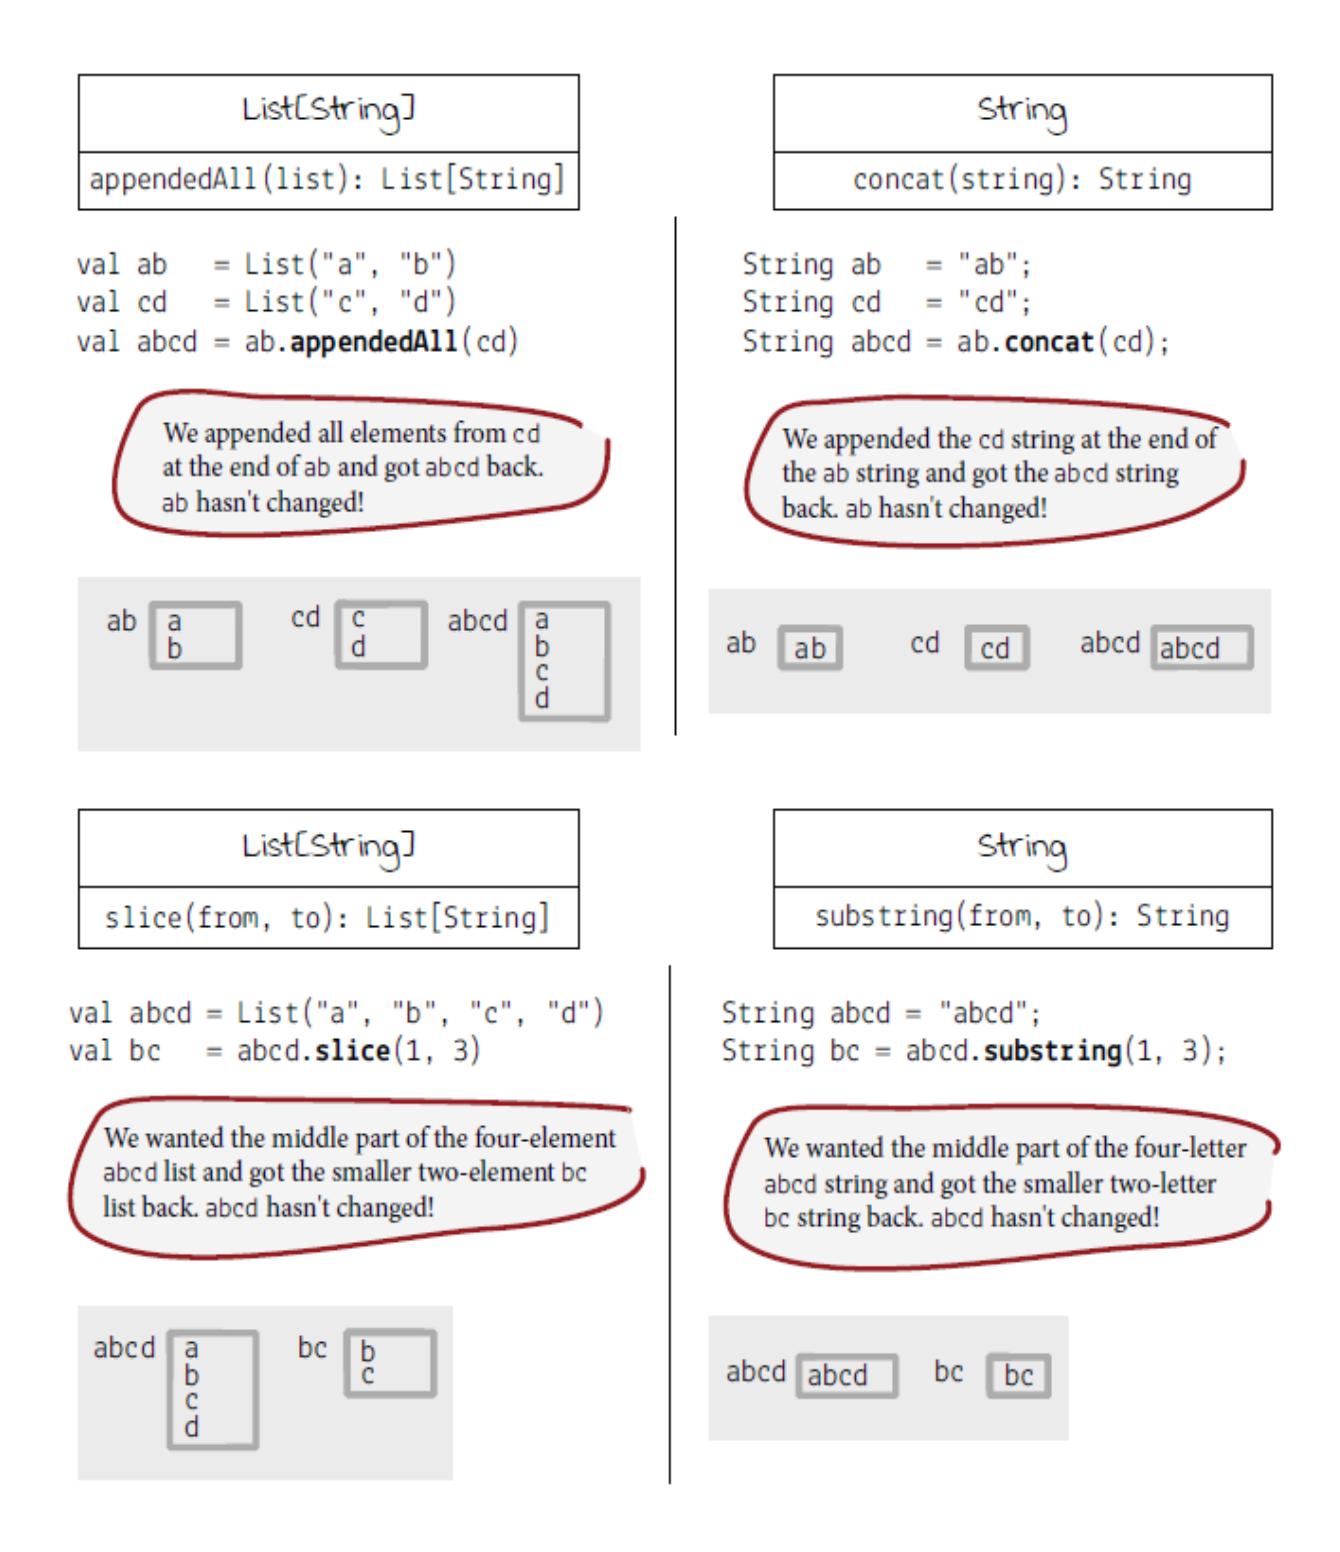 List[String]
appendedAll(list): List[String]
val ab   = List("a", "b")
val cd   = List("c", "d")
val abcd = ab.appendedAll(cd)
We appended all elements from cd
at the end of ab and got abcd back.
ab hasn't changed!
ab
a
b
cd
c
d
abcd
a
b
c
d
String
concat(string): String
String ab   = "ab";
String cd   = "cd";
String abcd = ab.concat(cd);
We appended the cd string at the end of
the ab string and got the abcd string
back. ab hasn't changed!
ab
ab
cd
cd
abcd
abcd
List[String]
slice(from, to): List[String]
val abcd = List("a", "b", "c", "d")
val bc   = abcd.slice(1, 3)
We wanted the middle part of the four-element
abcd list and got the smaller two-element bc
list back. abcd hasn't changed!
abcd
a
b
c
d
bc
b
c
String
substring(from, to): String
String abcd = "abcd";
String bc = abcd.substring(1, 3);
We wanted the middle part of the four-letter
abcd string and got the smaller two-letter
bc string back. abcd hasn't changed!
abcd
abcd
bc
bc